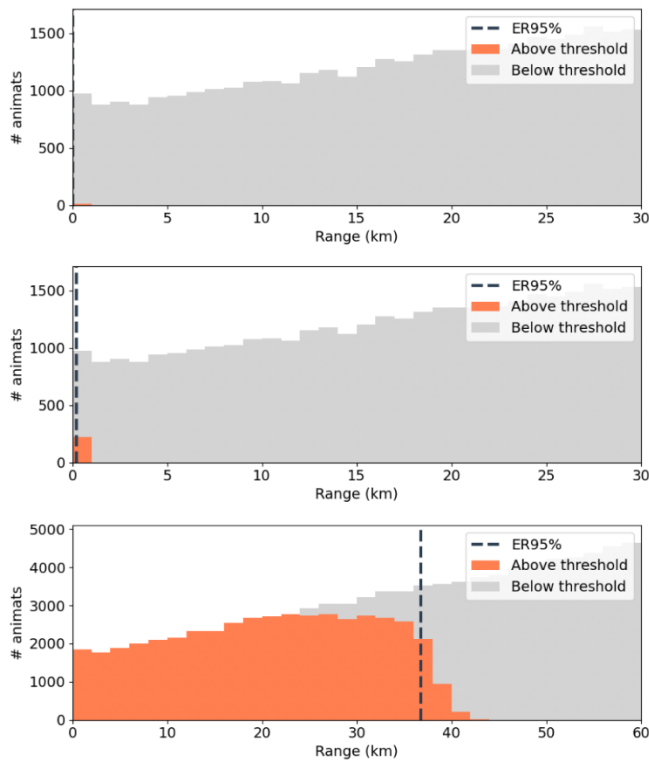 1500
1000
500
0
# animats
ER95%
Above threshold
Below threshold
0 5 10 15 20 25 30
Range (km)
1500
1000
500
0
# animats
ER95%
Above threshold
Below threshold
0 5 10 15 20 25 30
Range (km)
5000
4000
3000
2000
1000
0
# animats
ER95%
Above threshold
Below threshold
0 10 20 30 40 50 60
Range (km)